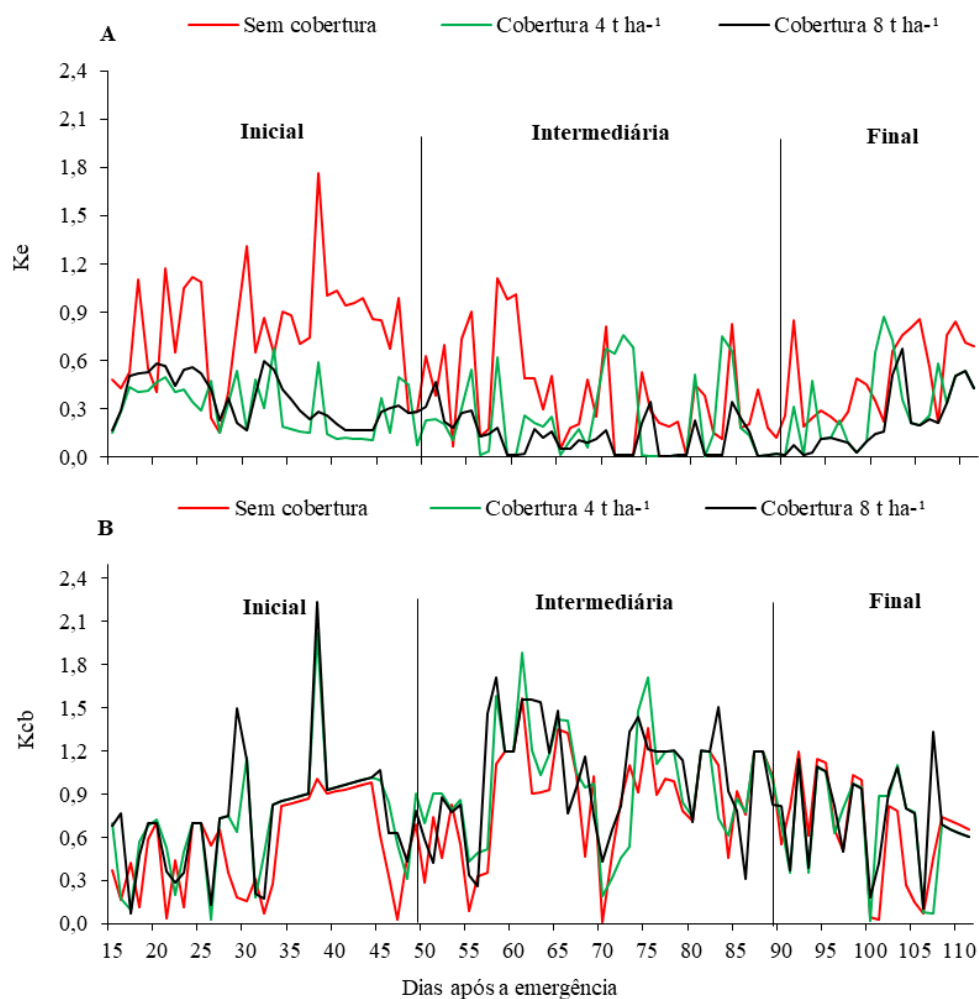 A
Sem cobertura Cobertura 4 t ha-¹ Cobertura 8 t ha-¹
2,4
2,1
1,8
1,5
1,2
0,9
0,6
0,3
0,0
Ke
Inicial Intermediária Final
B
Sem cobertura Cobertura 4 t ha-¹ Cobertura 8 t ha-¹
2,4
2,1
1,8
1,5
1,2
0,9
0,6
0,3
0,0
Kcb
Inicial Intermediária Final
15 20 25 30 35 40 45 50 55 60 65 70 75 80 85 90 95 100 105 110
Dias após a emergência